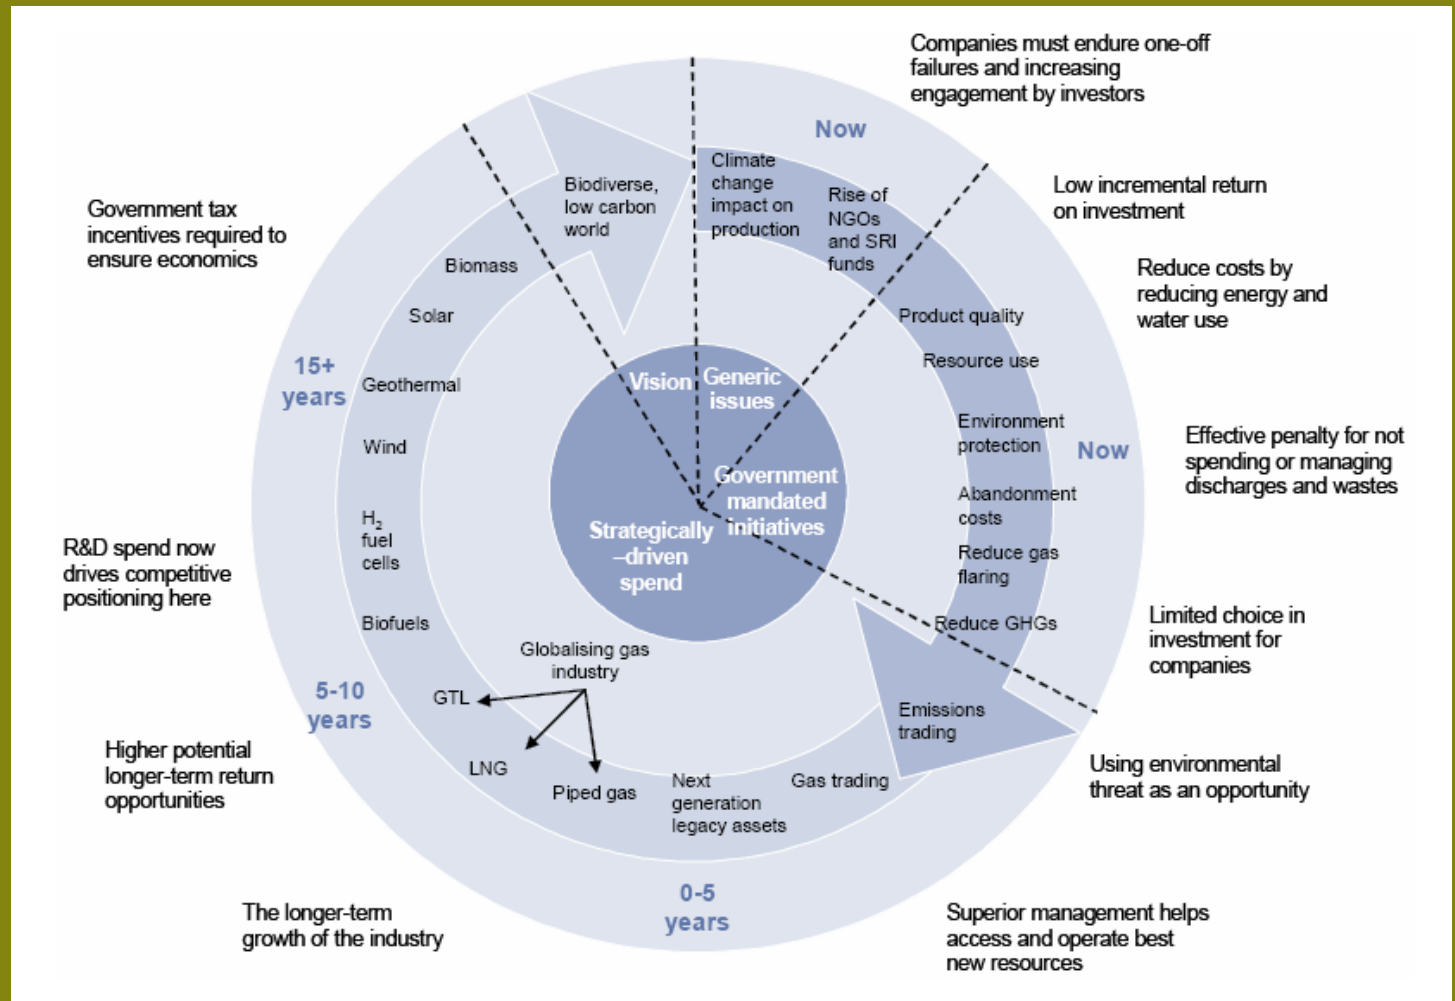 Companies must endure one-off
failures and increasing
engagement by investors
Now
Low incremental return
on investment
Reduce costs by
reducing energy and
water use
Effective penalty for not
spending or managing
discharges and wastes
Now
Limited choice in
investment for
companies
Using environmental
threat as an opportunity
Superior management helps
access and operate best
new resources
0-5
years
The longer-term
growth of the industry
Higher potential
longer-term return
opportunities
5-10
years
R&D spend now
drives competitive
positioning here
15+
years
Government tax
incentives required to
ensure economics
Climate
change
impact on
production
Rise of
NGOs
and SRI
funds
Product quality
Resource use
Environment
protection
Abandonment
costs
Reduce gas
flaring
Reduce GHGs
Emissions
trading
Gas trading
Next
generation
legacy assets
Piped gas
LNG
GTL
Globalising gas
industry
Biofuels
H2
fuel
cells
Wind
Geothermal
Solar
Biomass
Biodiverse,
low carbon
world
Vision
Generic
issues
Government
mandated
initiatives
Strategically
–driven
spend